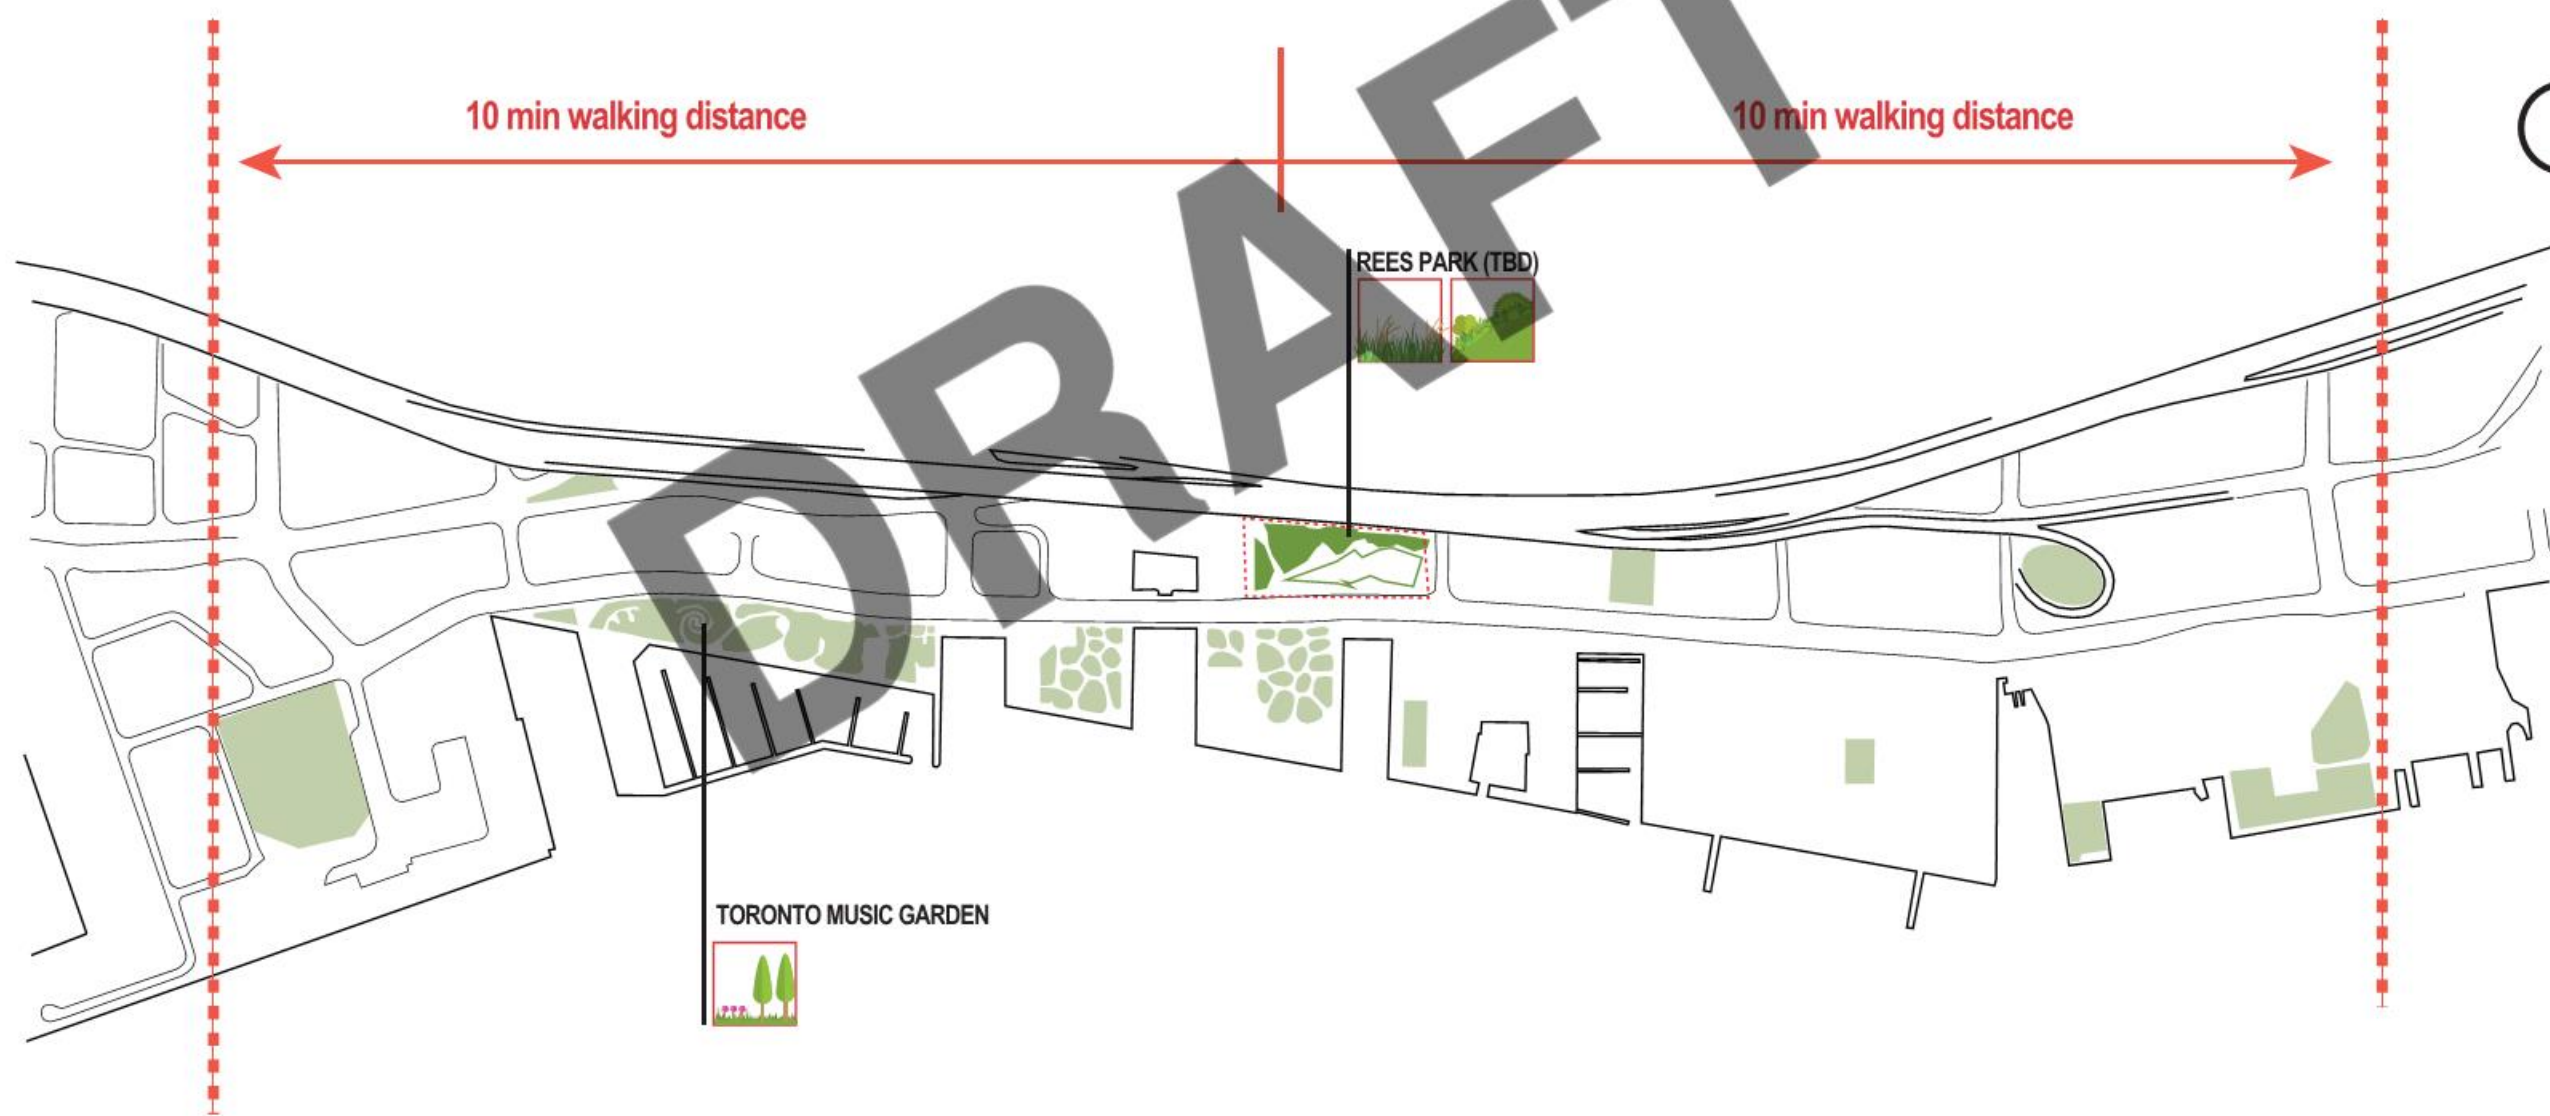 10 min walking distance
10 min walking distance
REES PARK (TBD)
TORONTO MUSIC GARDEN
DRAFT